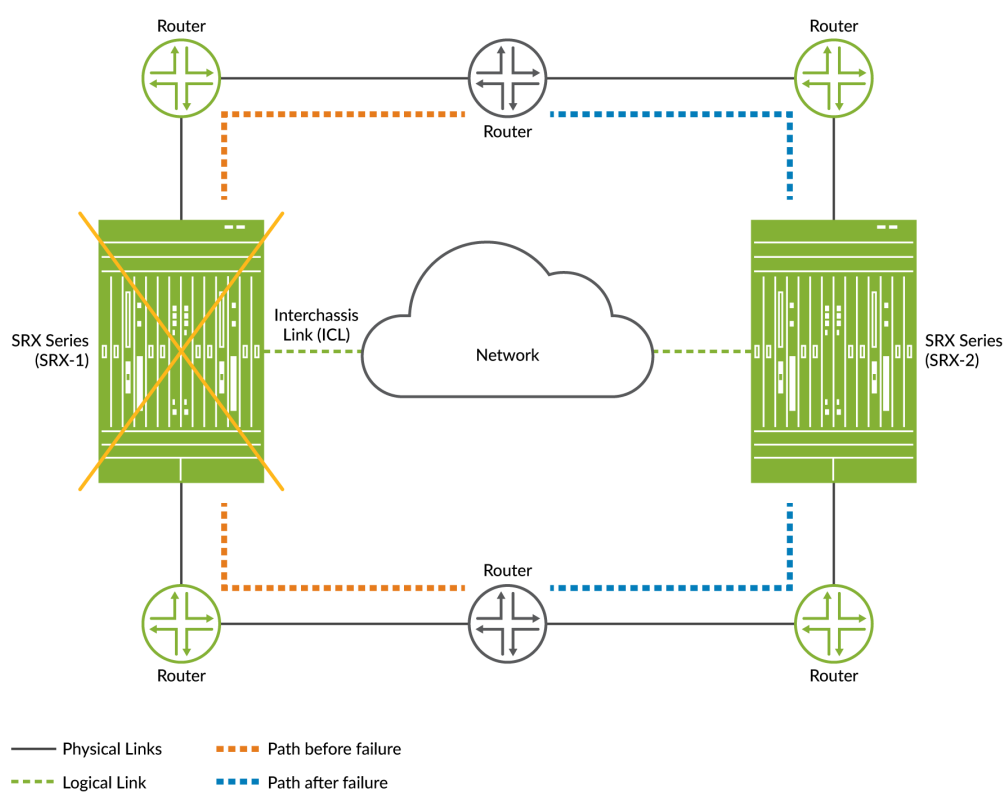 Router
Router
Router
Interchassis
Link (ICL)
SRX Series
(SRX-1)
Network
SRX Series
(SRX-2)
Router
Router
Router
Physical Links
Path before failure
Logical Link
Path after failure